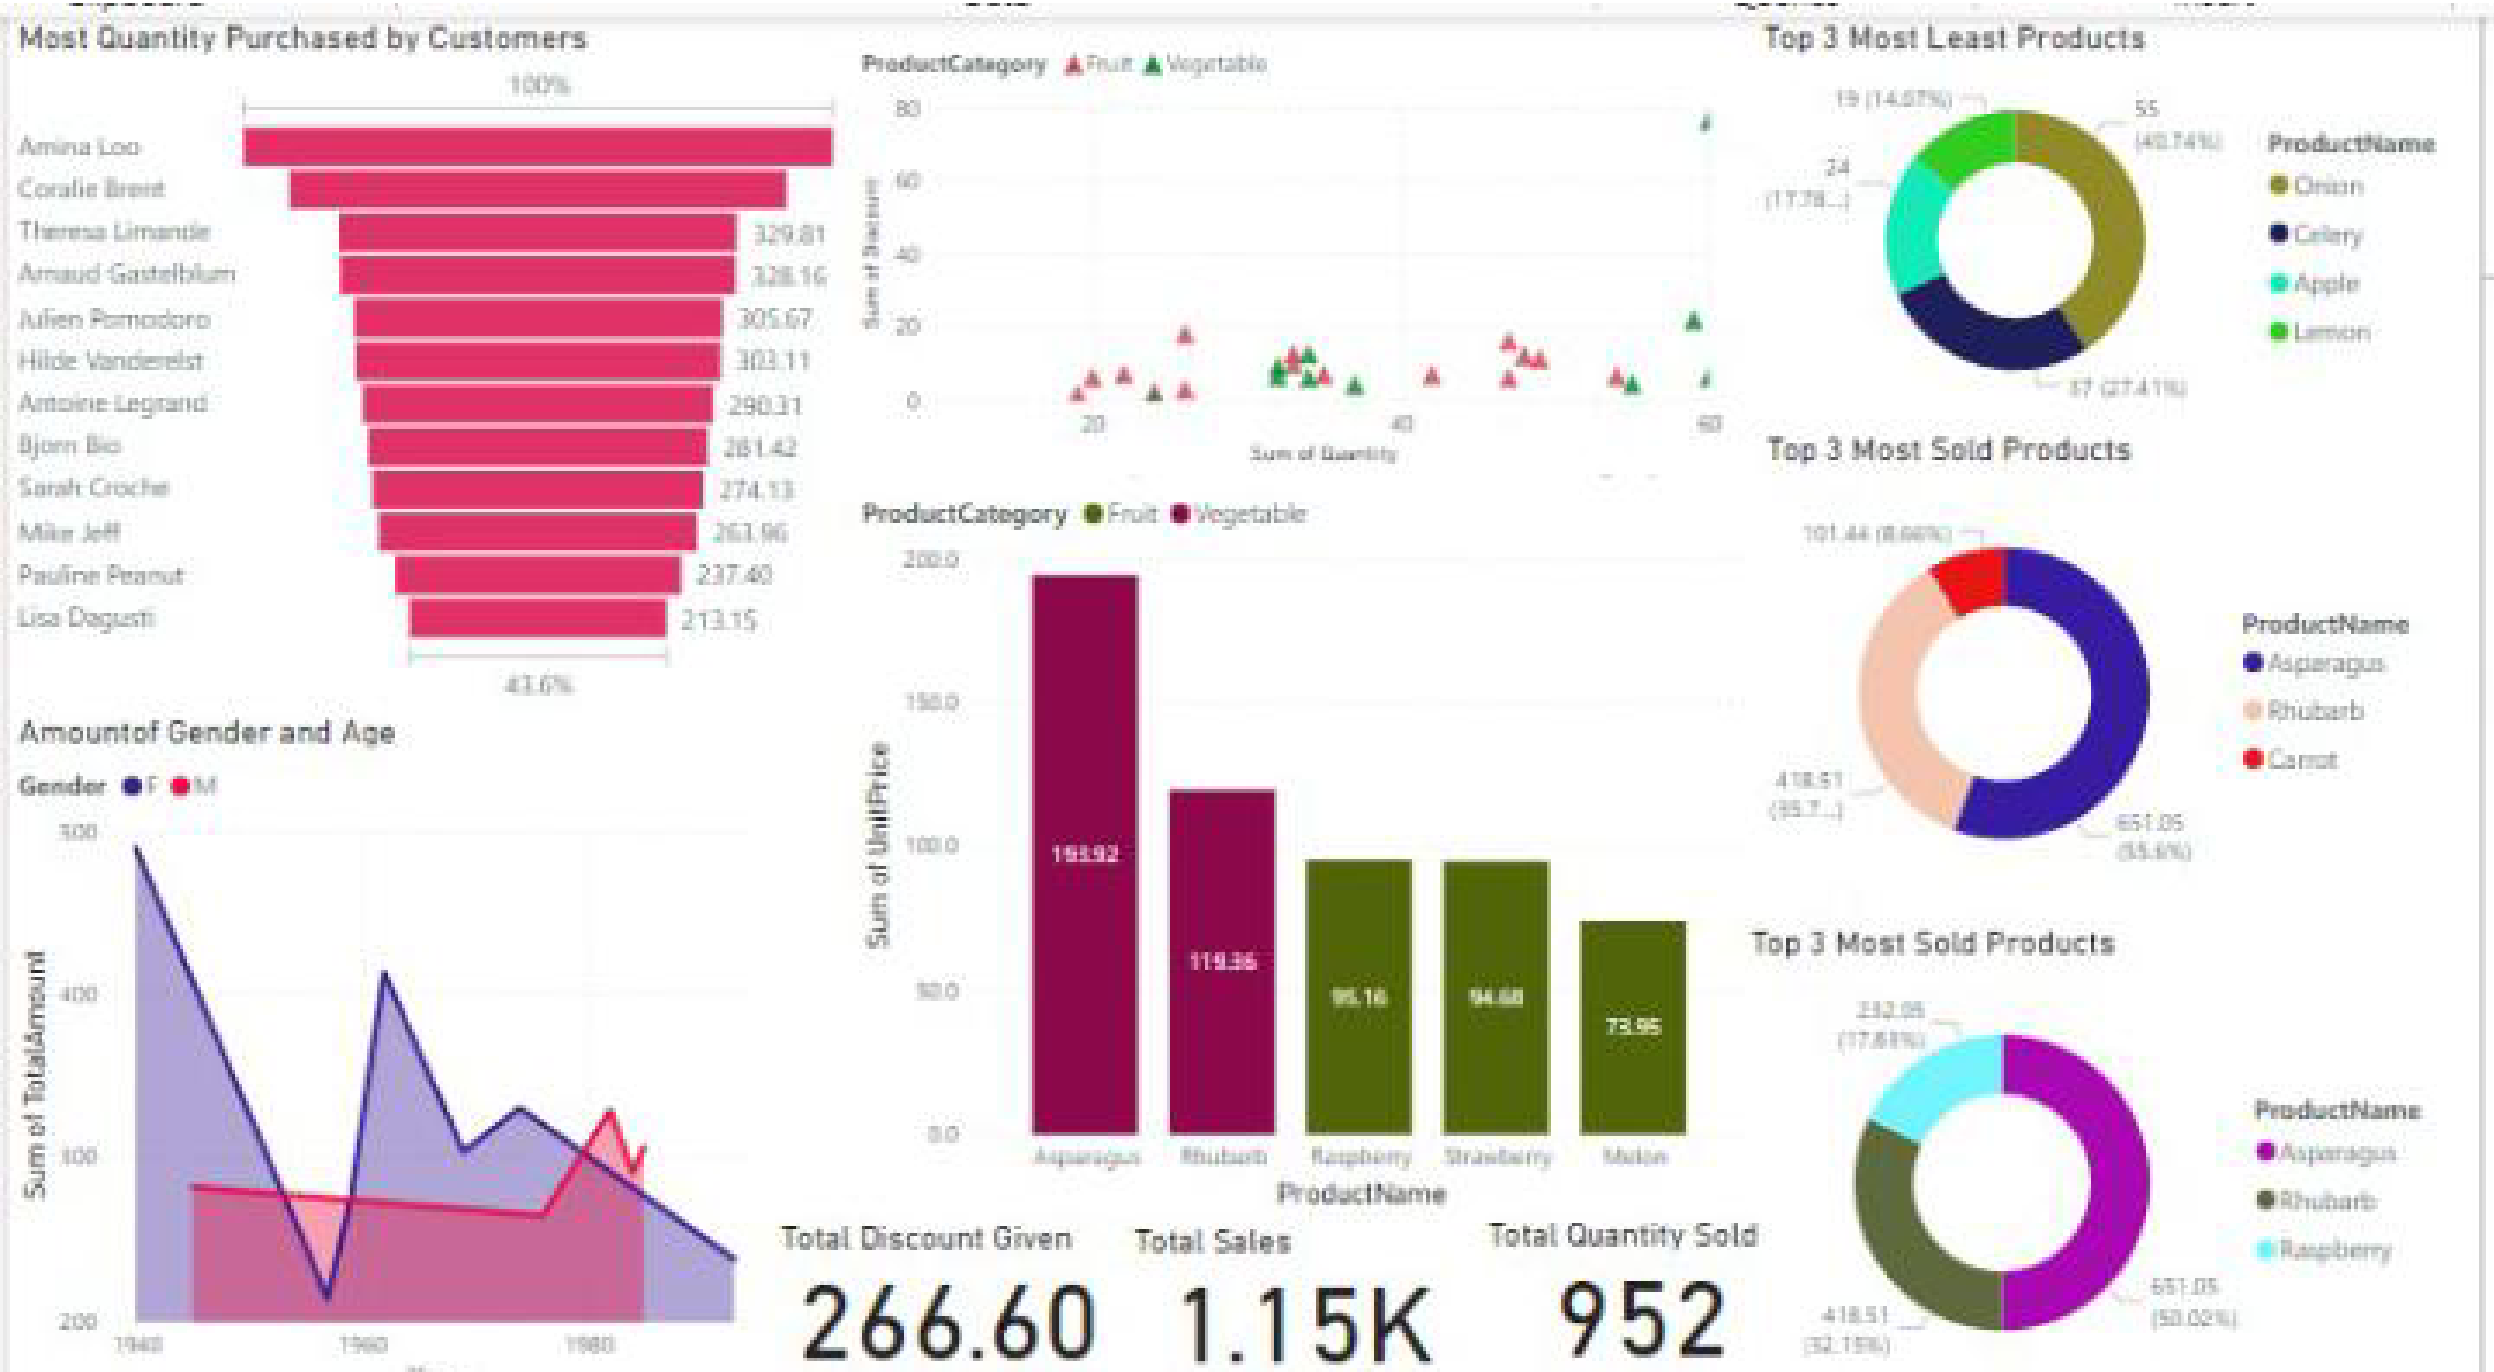 Most Quantity Purchased by Customers
100%
Amina Loo
Coralie Brent
Theresa Limande
329.81
Arnaud Gastelblum
328.16
Julien Pomodoro
305.67
Hilde Vanderelst
303.11
Antoine Legrand
290.31
Bjorn Bio
281.42
Sarah Croche
274.13
Mike Jeff
263.96
Pauline Peanut
237.40
Lisa Dagusti
213.15
43.6%
Amountof Gender and Age
Gender F M
Sum of TotalAmount
500
400
300
200
1940 1960 1980
ProductCategory Fruit Vegetable
Sum of Discount
80
60
40
20
0
20 40 60
Sum of Quantity
ProductCategory Fruit Vegetable
Sum of UnitPrice
200.0
150.0
100.0
50.0
0.0
193.92
119.36
95.16
94.60
73.95
Asparagus Rhubarb Raspberry Strawberry Melon
ProductName
Total Discount Given
266.60
Total Sales
1.15K
Total Quantity Sold
952
Top 3 Most Least Products
19 (14.07%)
55
(40.74%)
24
(17.78...)
37 (27.41%)
ProductName
Onion
Celery
Apple
Lemon
Top 3 Most Sold Products
101.44 (8.66%)
418.51
(35.7...)
651.05
(55.6%)
ProductName
Asparagus
Rhubarb
Carrot
Top 3 Most Sold Products
232.05
418.51
(32.15%)
651.05
(50.02%)
ProductName
Asparagus
Rhubarb
Raspberry